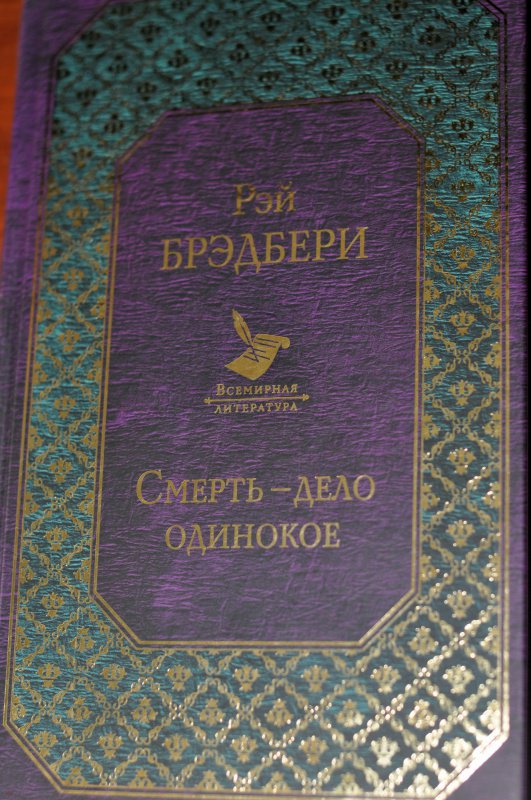 Рэй
БРЭДБЕРИ
Всемирная
литература
Смерть – дело
одинокое